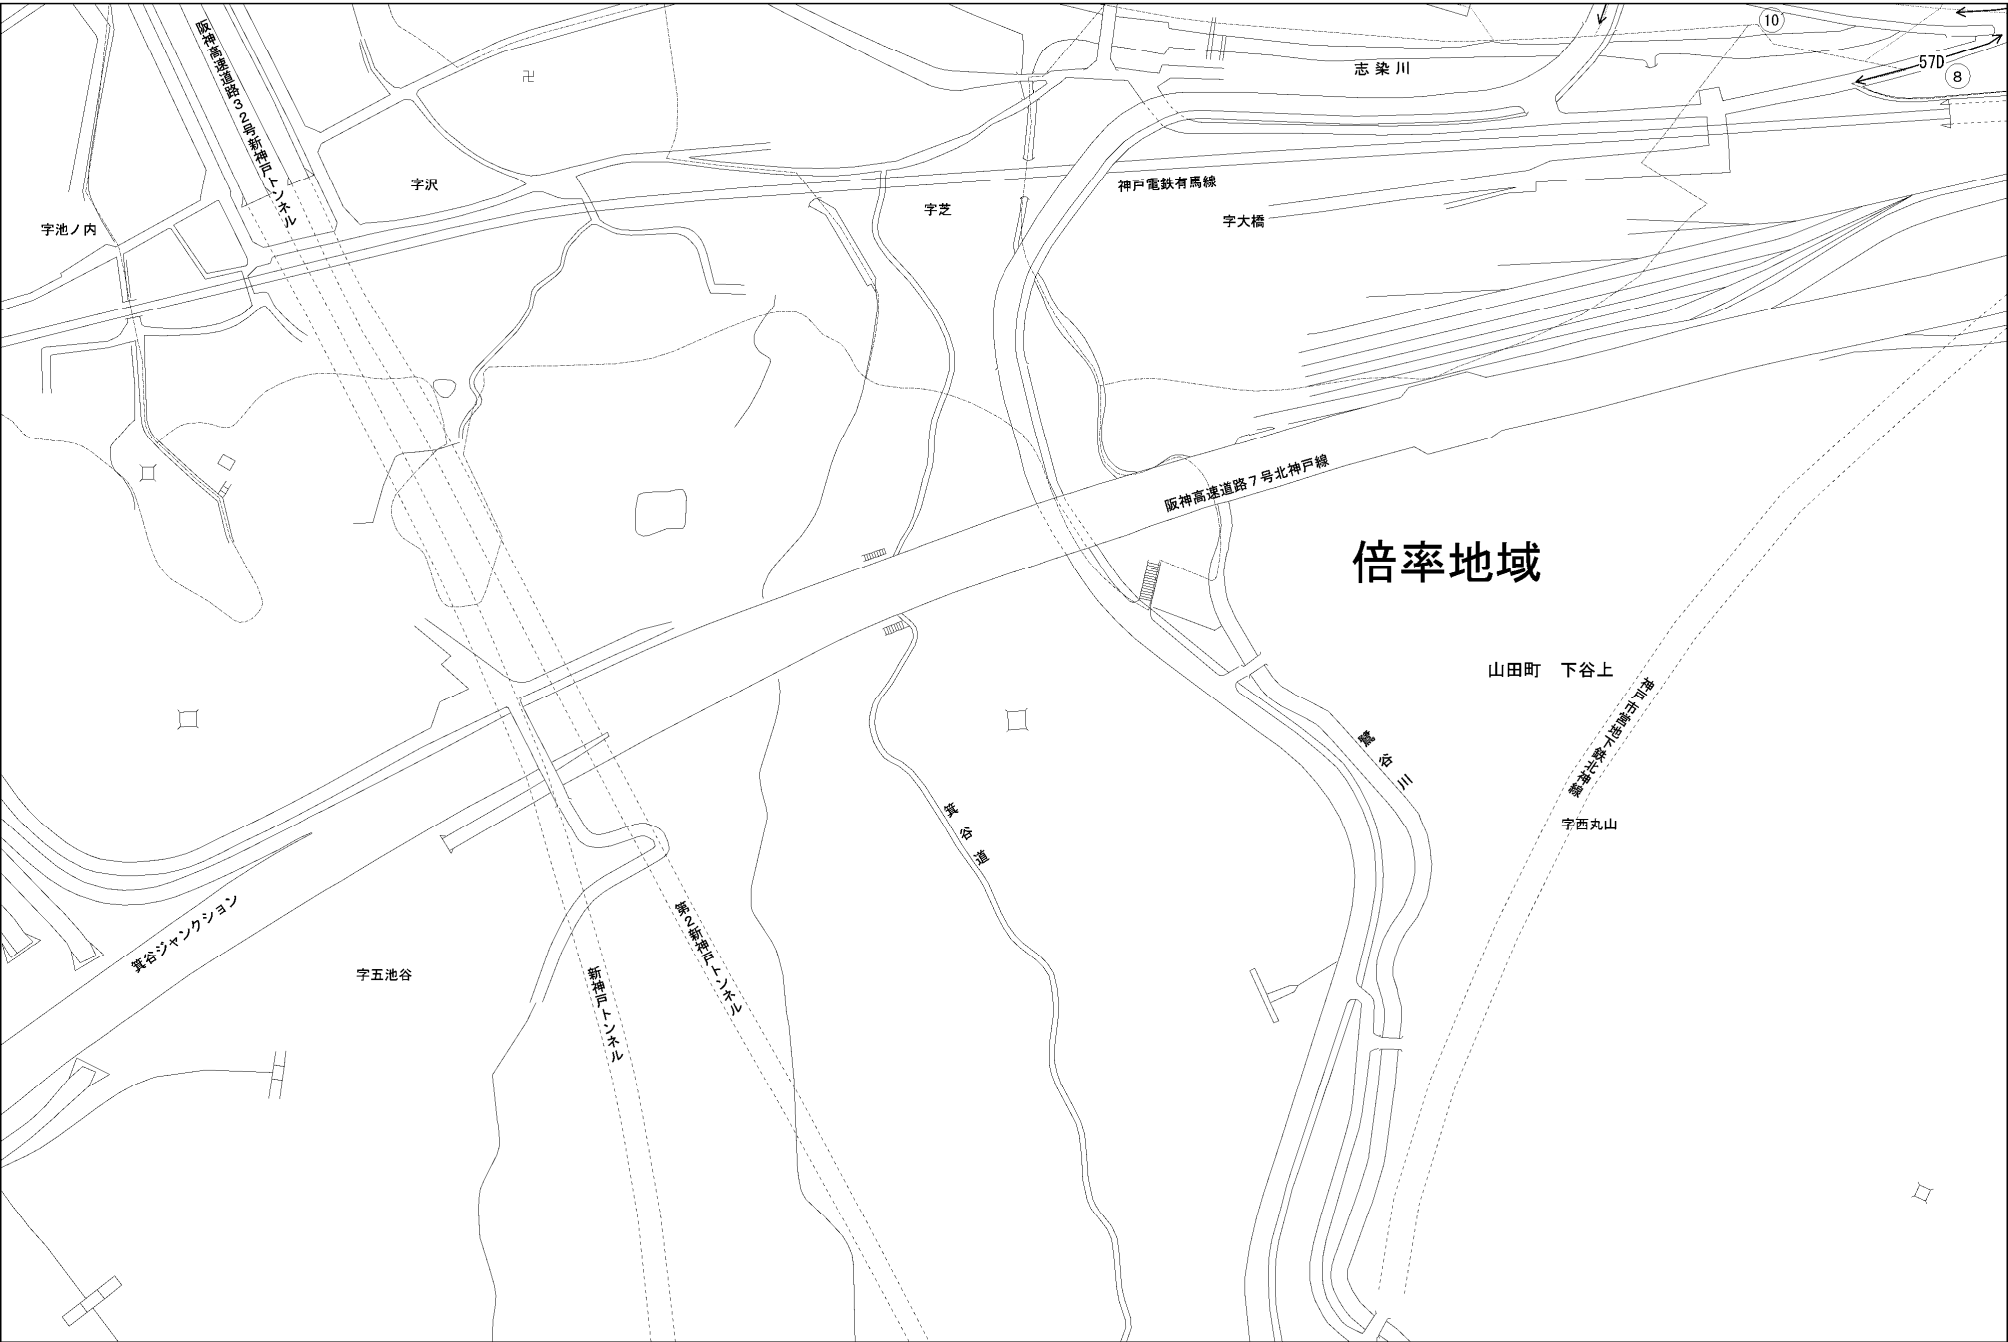 阪神高速道路32号新神戸トンネル
10
志染川
57D
8
字沢
神戸電鉄有馬線
字芝
字大橋
字池ノ内
阪神高速道路7号北神戸線
倍率地域
山田町 下谷上
神戸市営地下鉄北神線
鷺谷川
箕谷道
字西丸山
箕谷ジャンクション
第2新神戸トンネル
字五池谷
新神戸トンネル